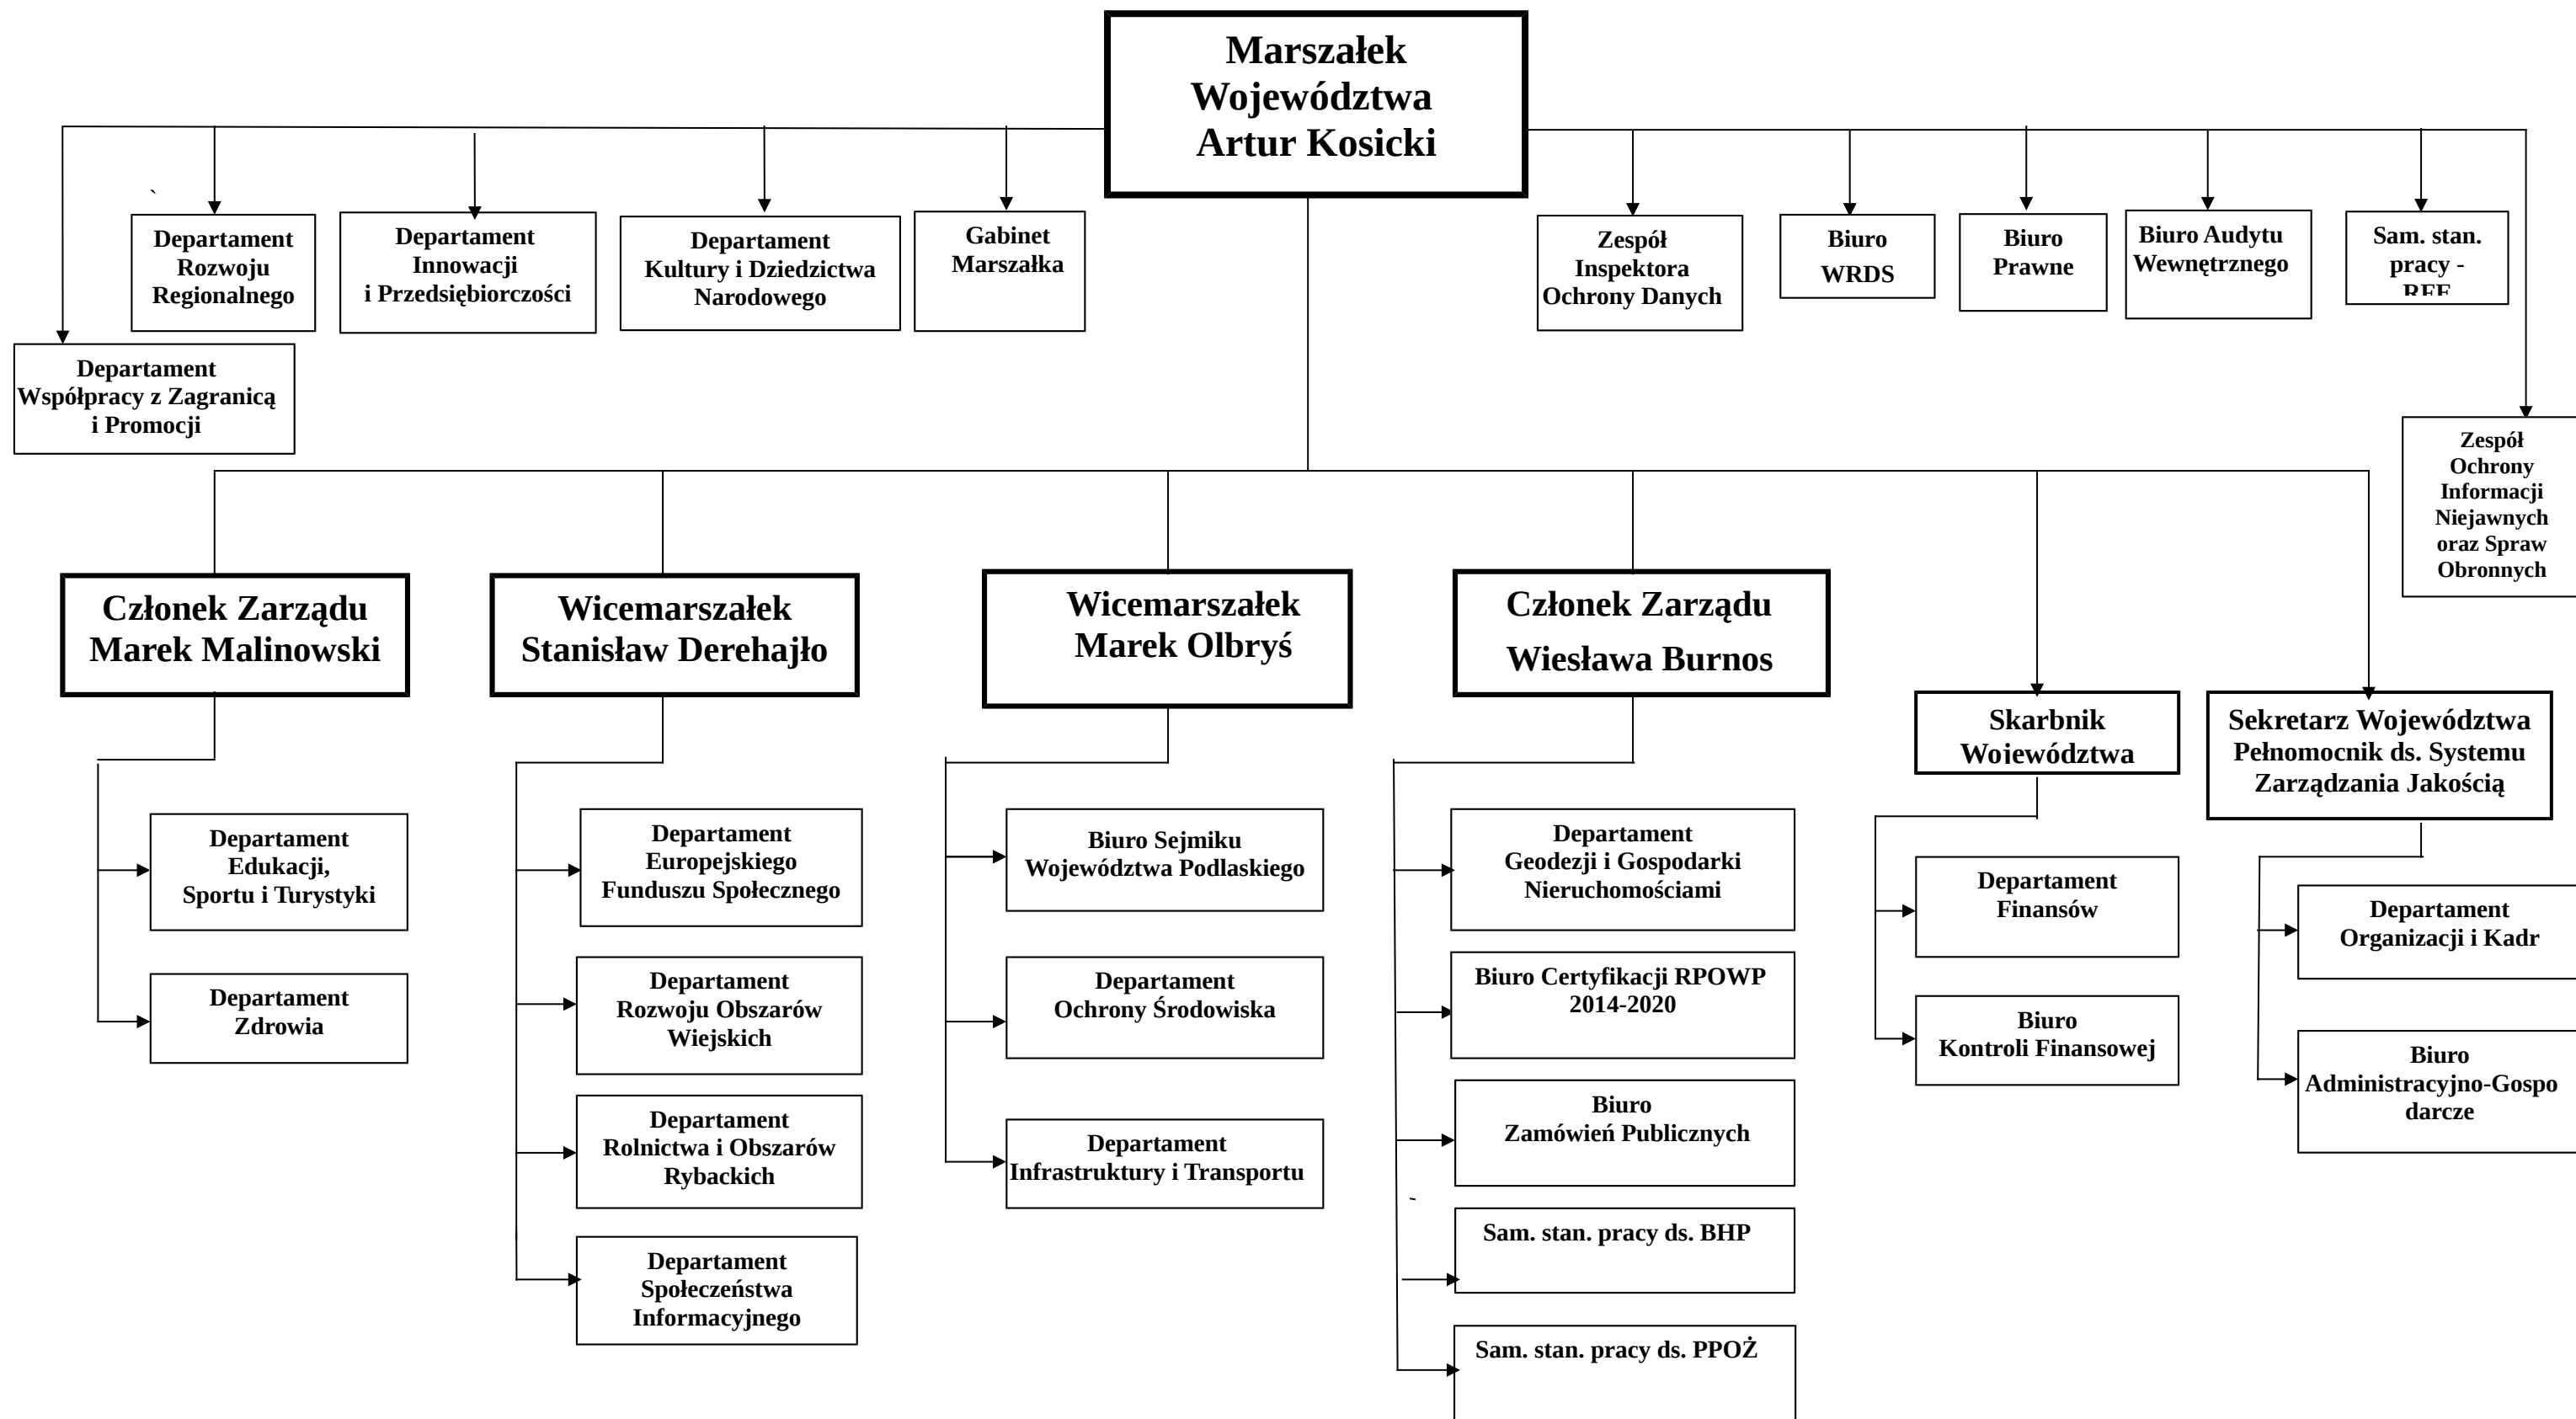 Marszałek
Województwa
Artur Kosicki
`
Departament
Rozwoju
Regionalnego
Departament
Innowacji
i Przedsiębiorczości
Departament
Kultury i Dziedzictwa
Narodowego
Gabinet
Marszałka
Zespół
Inspektora
Ochrony Danych
Biuro
WRDS
Biuro
Prawne
Biuro Audytu
Wewnętrznego
Sam. stan.
pracy -
Departament
Współpracy z Zagranicą
i Promocji
Zespół
Ochrony
Informacji
Niejawnych
oraz Spraw
Obronnych
Członek Zarządu
Marek Malinowski
Wicemarszałek
Stanisław Derehajło
Wicemarszałek
Marek Olbryś
Członek Zarządu
Wiesława Burnos
Skarbnik
Województwa
Sekretarz Województwa
Pełnomocnik ds. Systemu
Zarządzania Jakością
Departament
Edukacji,
Sportu i Turystyki
Departament
Zdrowia
Departament
Europejskiego
Funduszu Społecznego
Departament
Rozwoju Obszarów
Wiejskich
Departament
Rolnictwa i Obszarów
Rybackich
Departament
Społeczeństwa
Informacyjnego
Biuro Sejmiku
Województwa Podlaskiego
Departament
Ochrony Środowiska
Departament
Infrastruktury i Transportu
Departament
Geodezji i Gospodarki
Nieruchomościami
Biuro Certyfikacji RPOWP
2014-2020
Biuro
Zamówień Publicznych
Sam. stan. pracy ds. BHP
Sam. stan. pracy ds. PPOŻ
Departament
Finansów
Biuro
Kontroli Finansowej
Departament
Organizacji i Kadr
Biuro
Administracyjno-Gospo
darcze